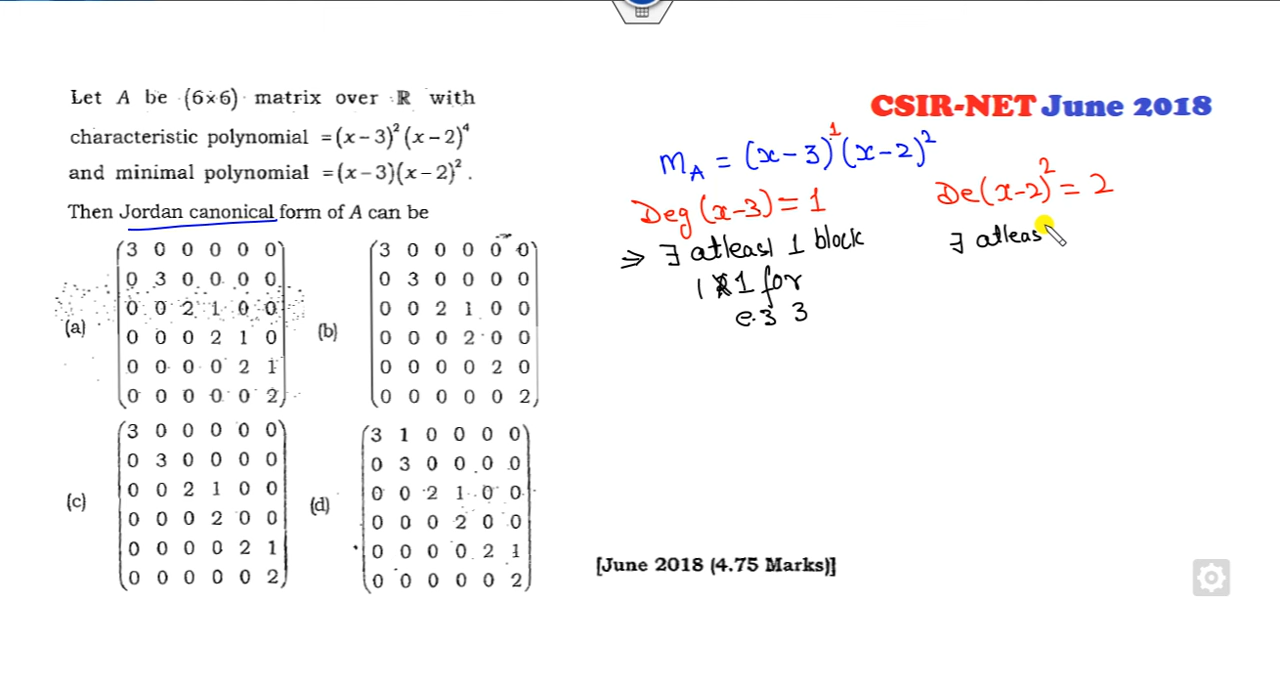 Let A be (6×6) matrix over ℝ with
characteristic polynomial = (x−3)² (x−2)⁴
and minimal polynomial = (x−3)(x−2)².
Then Jordan canonical form of A can be
(a)
3 0 0 0 0 0
0 3 0 0 0 0
0 0 2 1 0 0
0 0 0 2 1 0
0 0 0 0 2 1
0 0 0 0 0 2
(b)
3 0 0 0 0 0
0 3 0 0 0 0
0 0 2 1 0 0
0 0 0 2 0 0
0 0 0 0 2 0
0 0 0 0 0 2
(c)
3 0 0 0 0 0
0 3 0 0 0 0
0 0 2 1 0 0
0 0 0 2 0 0
0 0 0 0 2 1
0 0 0 0 0 2
(d)
3 1 0 0 0 0
0 3 0 0 0 0
0 0 2 1 0 0
0 0 0 2 0 0
0 0 0 0 2 1
0 0 0 0 0 2
CSIR-NET June 2018
m_A = (x−3)¹ (x−2)²
Deg (x−3) = 1
⇒ ∃ atleast 1 block
1×1 for
e.g 3
De(x−2)² = 2
∃ atleas
[June 2018 (4.75 Marks)]